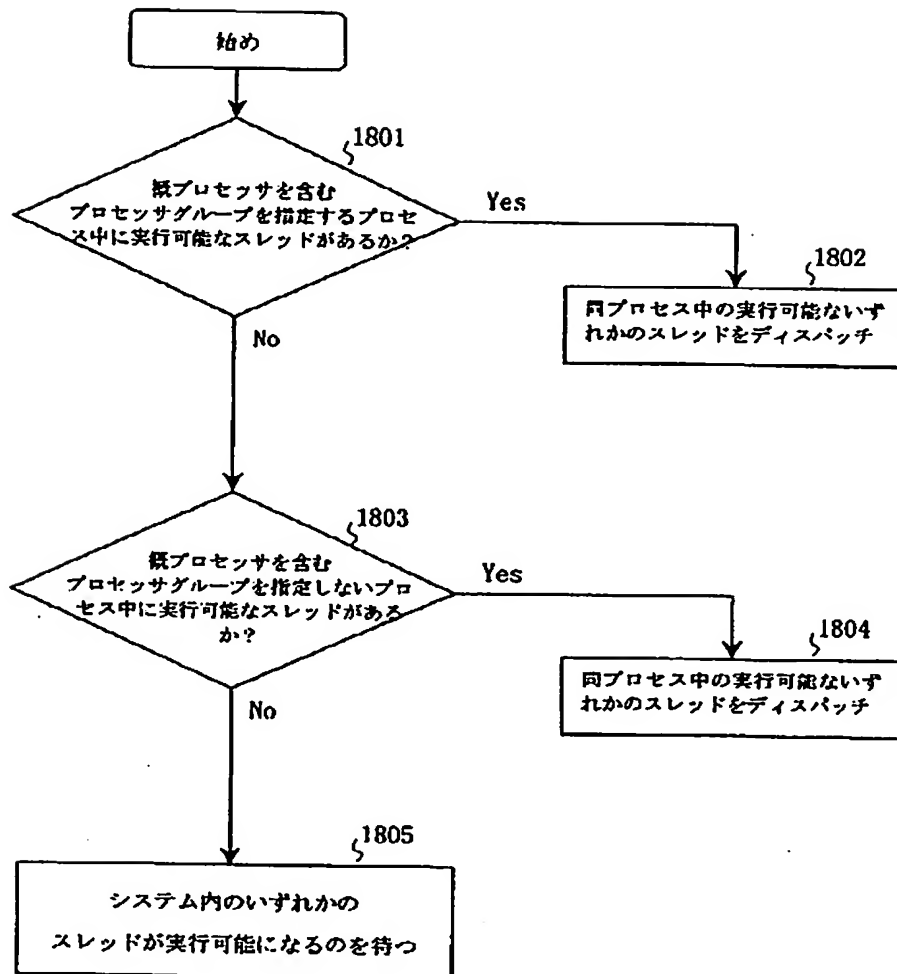 始め
1801
概プロセッサを含む
プロセッサグループを指定するプロセ
ス中に実行可能なスレッドがあるか?
Yes
1802
同プロセス中の実行可能ないず
れかのスレッドをディスパッチ
No
1803
概プロセッサを含む
プロセッサグループを指定しないプロ
セス中に実行可能なスレッドがある
か?
Yes
1804
同プロセス中の実行可能ないず
れかのスレッドをディスパッチ
No
1805
システム内のいずれかの
スレッドが実行可能になるのを待つ